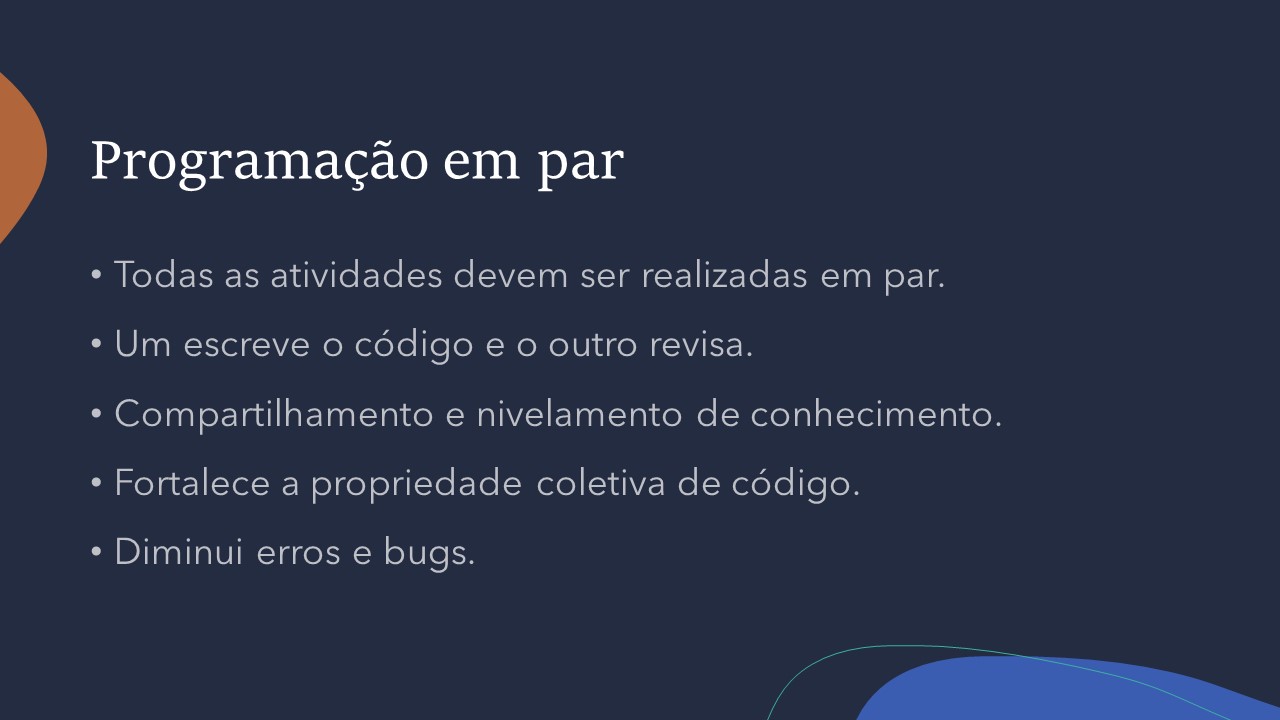 Programação em par
• Todas as atividades devem ser realizadas em par.
• Um escreve o código e o outro revisa.
• Compartilhamento e nivelamento de conhecimento.
• Fortalece a propriedade coletiva de código.
• Diminui erros e bugs.